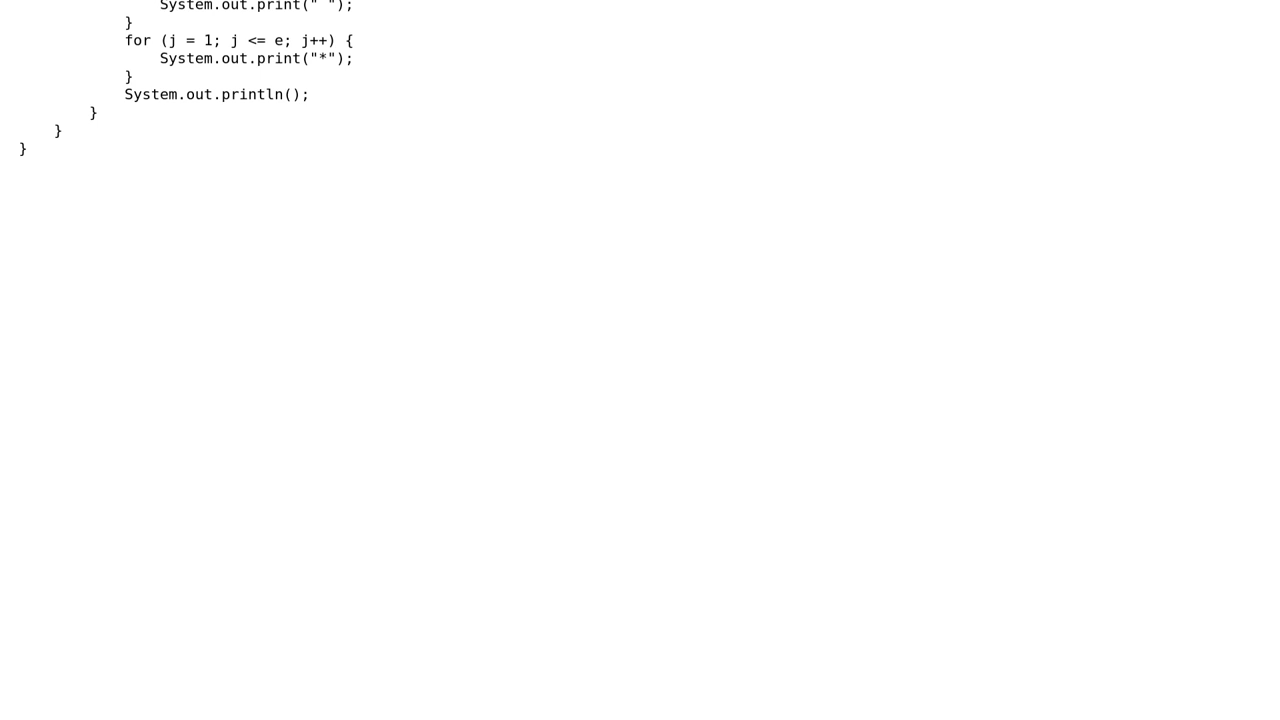 System.out.print(" ");
            }
            for (j = 1; j <= e; j++) {
                System.out.print("*");
            }
            System.out.println();
        }
    }
}